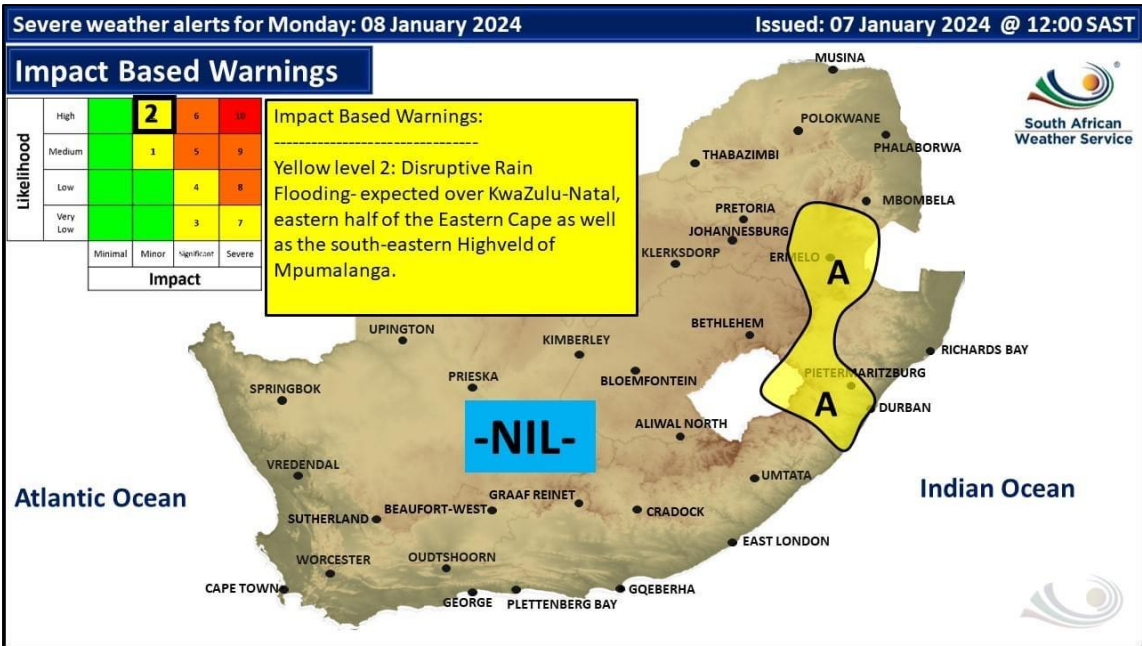 Severe weather alerts for Monday: 08 January 2024
Issued: 07 January 2024 @ 12:00 SAST
Impact Based Warnings
Likelihood
High
2
6
10
Medium
1
5
9
Low
4
8
Very
Low
3
7
Minimal
Minor
Significant
Severe
Impact
Impact Based Warnings:
--------------------------------
Yellow level 2: Disruptive Rain
Flooding- expected over KwaZulu-Natal,
eastern half of the Eastern Cape as well
as the south-eastern Highveld of
Mpumalanga.
South African
Weather Service
®
MUSINA
POLOKWANE
PHALABORWA
THABAZIMBI
MBOMBELA
PRETORIA
JOHANNESBURG
KLERKSDORP
ERMELO
A
BETHLEHEM
UPINGTON
KIMBERLEY
RICHARDS BAY
PRIESKA
BLOEMFONTEIN
PIETERMARITZBURG
SPRINGBOK
A
DURBAN
ALIWAL NORTH
-NIL-
VREDENDAL
UMTATA
Atlantic Ocean
Indian Ocean
GRAAF REINET
BEAUFORT-WEST
CRADOCK
SUTHERLAND
EAST LONDON
WORCESTER
OUDTSHOORN
CAPE TOWN
GEORGE
PLETTENBERG BAY
GQEBERHA